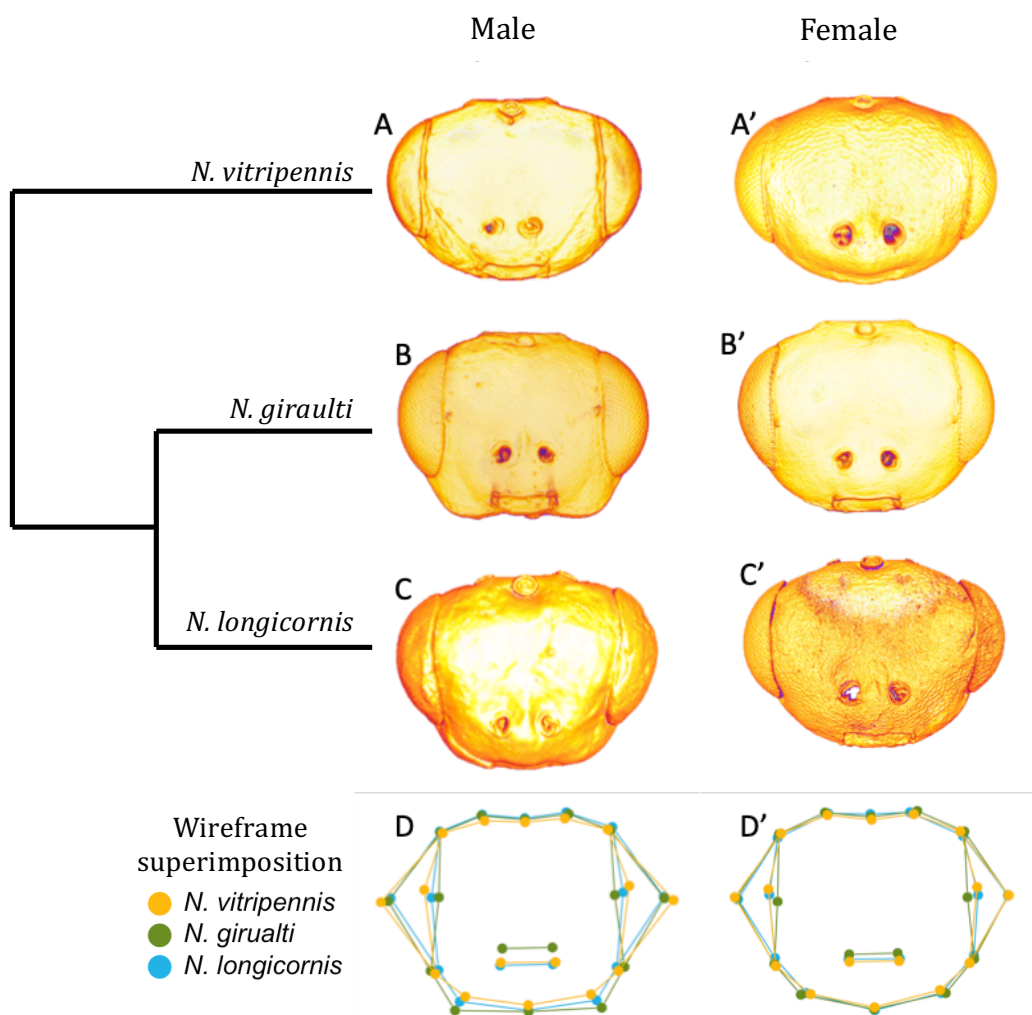 Male
Female
A
A’
N. vitripennis
B
B’
N. giraulti
C
C’
N. longicornis
D
D’
Wireframe
superimposition
N. vitripennis
N. girualti
N. longicornis